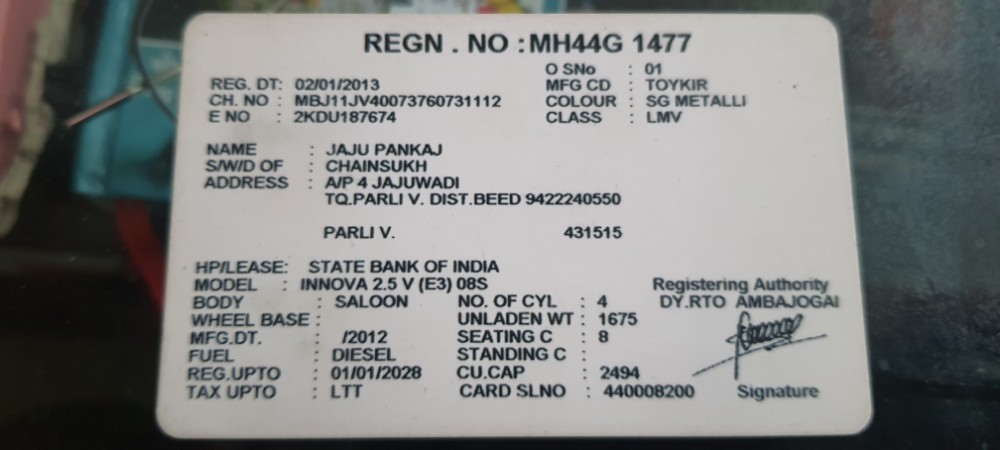 REGN . NO : MH44G 1477
O SNo : 01
REG. DT: 02/01/2013 MFG CD : TOYKIR
CH. NO : MBJ11JV40073760731112 COLOUR : SG METALLI
E NO : 2KDU187674 CLASS : LMV
NAME : JAJU PANKAJ
S/W/D OF : CHAINSUKH
ADDRESS : A/P 4 JAJUWADI
TQ.PARLI V. DIST.BEED 9422240550
PARLI V. 431515
HP/LEASE: STATE BANK OF INDIA
MODEL : INNOVA 2.5 V (E3) 08S Registering Authority
BODY : SALOON NO. OF CYL : 4 DY.RTO AMBAJOGAI
WHEEL BASE : UNLADEN WT : 1675
MFG.DT. /2012 SEATING C : 8
FUEL : DIESEL STANDING C :
REG.UPTO : 01/01/2028 CU.CAP : 2494
TAX UPTO : LTT CARD SLNO : 440008200 Signature